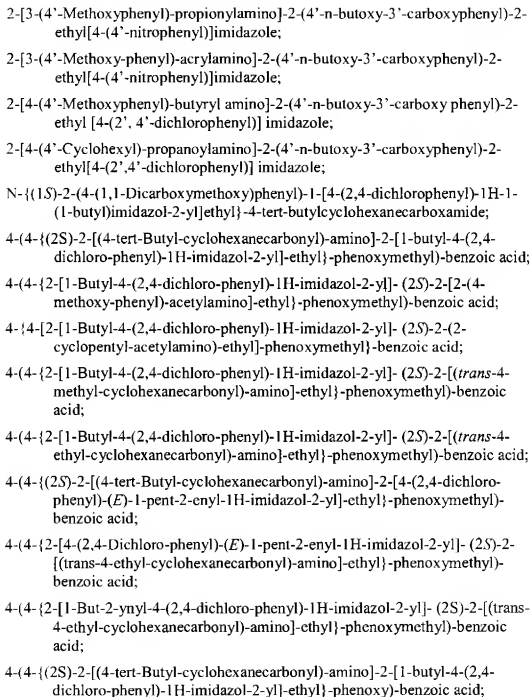 2-[3-(4'-Methoxyphenyl)-propionylamino]-2-(4'-n-butoxy-3'-carboxyphenyl)-2-
ethyl[4-(4'-nitrophenyl)]imidazole;
2-[3-(4'-Methoxy-phenyl)-acrylamino]-2-(4'-n-butoxy-3'-carboxyphenyl)-2-
ethyl[4-(4'-nitrophenyl)]imidazole;
2-[4-(4'-Methoxyphenyl)-butyryl amino]-2-(4'-n-butoxy-3'-carboxy phenyl)-2-
ethyl [4-(2', 4'-dichlorophenyl)] imidazole;
2-[4-(4'-Cyclohexyl)-propanoylamino]-2-(4'-n-butoxy-3'-carboxyphenyl)-2-
ethyl[4-(2',4'-dichlorophenyl)] imidazole;
N-{(1S)-2-(4-(1,1-Dicarboxymethoxy)phenyl)-1-[4-(2,4-dichlorophenyl)-1H-1-
(1-butyl)imidazol-2-yl]ethyl}-4-tert-butylcyclohexanecarboxamide;
4-(4-{(2S)-2-[(4-tert-Butyl-cyclohexanecarbonyl)-amino]-2-[1-butyl-4-(2,4-
dichloro-phenyl)-1H-imidazol-2-yl]-ethyl}-phenoxymethyl)-benzoic acid;
4-(4-{2-[1-Butyl-4-(2,4-dichloro-phenyl)-1H-imidazol-2-yl]- (2S)-2-[2-(4-
methoxy-phenyl)-acetylamino]-ethyl}-phenoxymethyl)-benzoic acid;
4-{4-[2-[1-Butyl-4-(2,4-dichloro-phenyl)-1H-imidazol-2-yl]- (2S)-2-(2-
cyclopentyl-acetylamino)-ethyl]-phenoxymethyl}-benzoic acid;
4-(4-{2-[1-Butyl-4-(2,4-dichloro-phenyl)-1H-imidazol-2-yl]- (2S)-2-[(trans-4-
methyl-cyclohexanecarbonyl)-amino]-ethyl}-phenoxymethyl)-benzoic
acid;
4-(4-{2-[1-Butyl-4-(2,4-dichloro-phenyl)-1H-imidazol-2-yl]- (2S)-2-[(trans-4-
ethyl-cyclohexanecarbonyl)-amino]-ethyl}-phenoxymethyl)-benzoic acid;
4-(4-{(2S)-2-[(4-tert-Butyl-cyclohexanecarbonyl)-amino]-2-[4-(2,4-dichloro-
phenyl)-(E)-1-pent-2-enyl-1H-imidazol-2-yl]-ethyl}-phenoxymethyl)-
benzoic acid;
4-(4-{2-[4-(2,4-Dichloro-phenyl)-(E)-1-pent-2-enyl-1H-imidazol-2-yl]- (2S)-2-
[(trans-4-ethyl-cyclohexanecarbonyl)-amino]-ethyl}-phenoxymethyl)-
benzoic acid;
4-(4-{2-[1-But-2-ynyl-4-(2,4-dichloro-phenyl)-1H-imidazol-2-yl]- (2S)-2-[(trans-
4-ethyl-cyclohexanecarbonyl)-amino]-ethyl}-phenoxymethyl)-benzoic
acid;
4-(4-{(2S)-2-[(4-tert-Butyl-cyclohexanecarbonyl)-amino]-2-[1-butyl-4-(2,4-
dichloro-phenyl)-1H-imidazol-2-yl]-ethyl}-phenoxy)-benzoic acid;